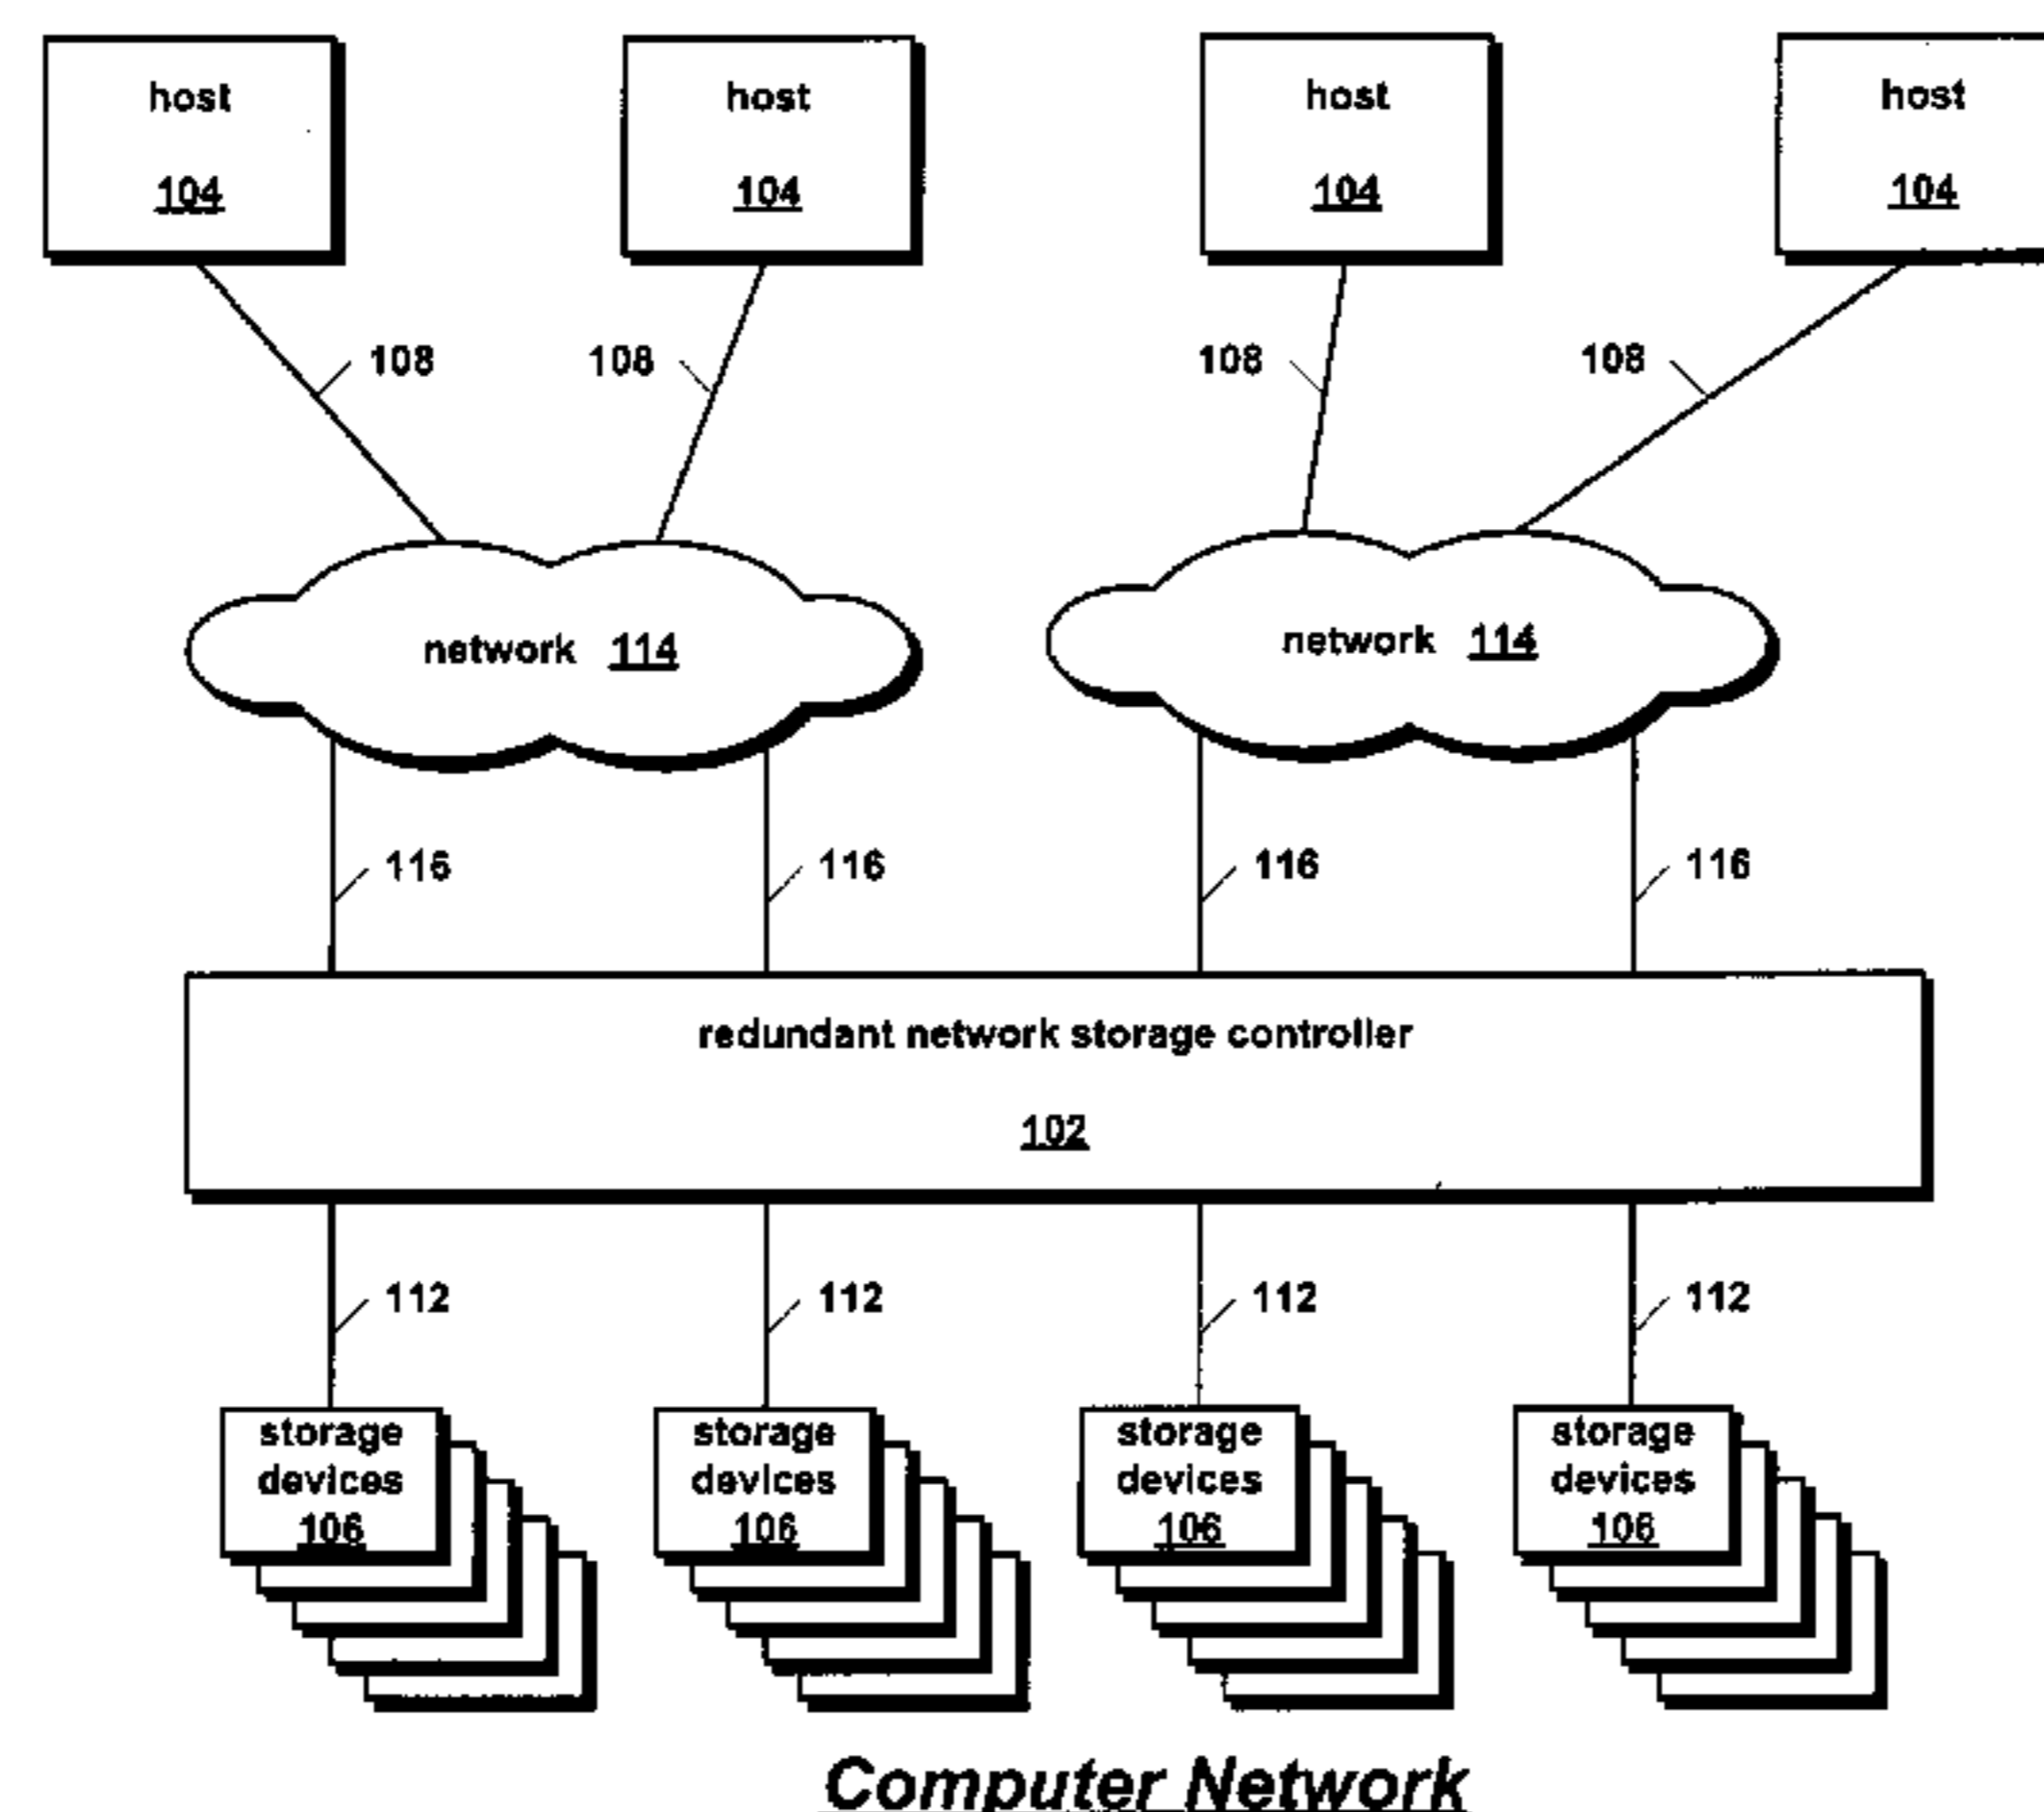 host host host host
104 104 104 104
108 108 108 108
network 114 network 114
116 116 116 116
redundant network storage controller
102
112 112 112 112
storage storage storage storage
devices devices devices devices
106 106 106 106
Computer Network